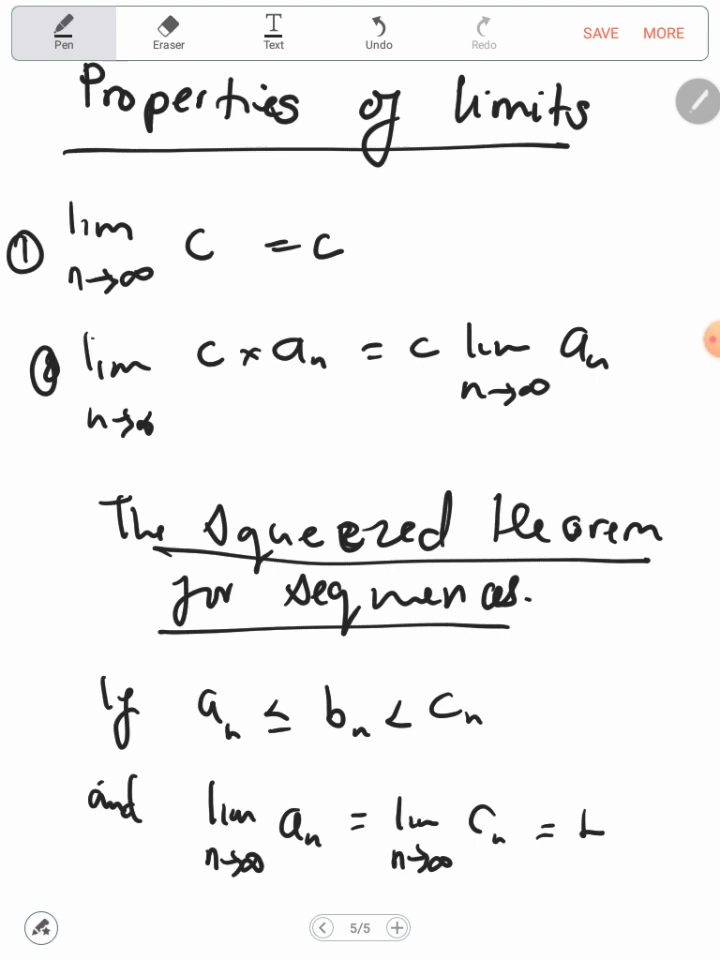 Pen Eraser Text Undo Redo SAVE MORE
Properties of limits
① lim n→∞ c = c
② lim n→∞ c × aₙ = c lim n→∞ aₙ
The squeezed theorem
for sequences.
If aₙ ≤ bₙ < cₙ
and lim n→∞ aₙ = lim n→∞ cₙ = L
5/5